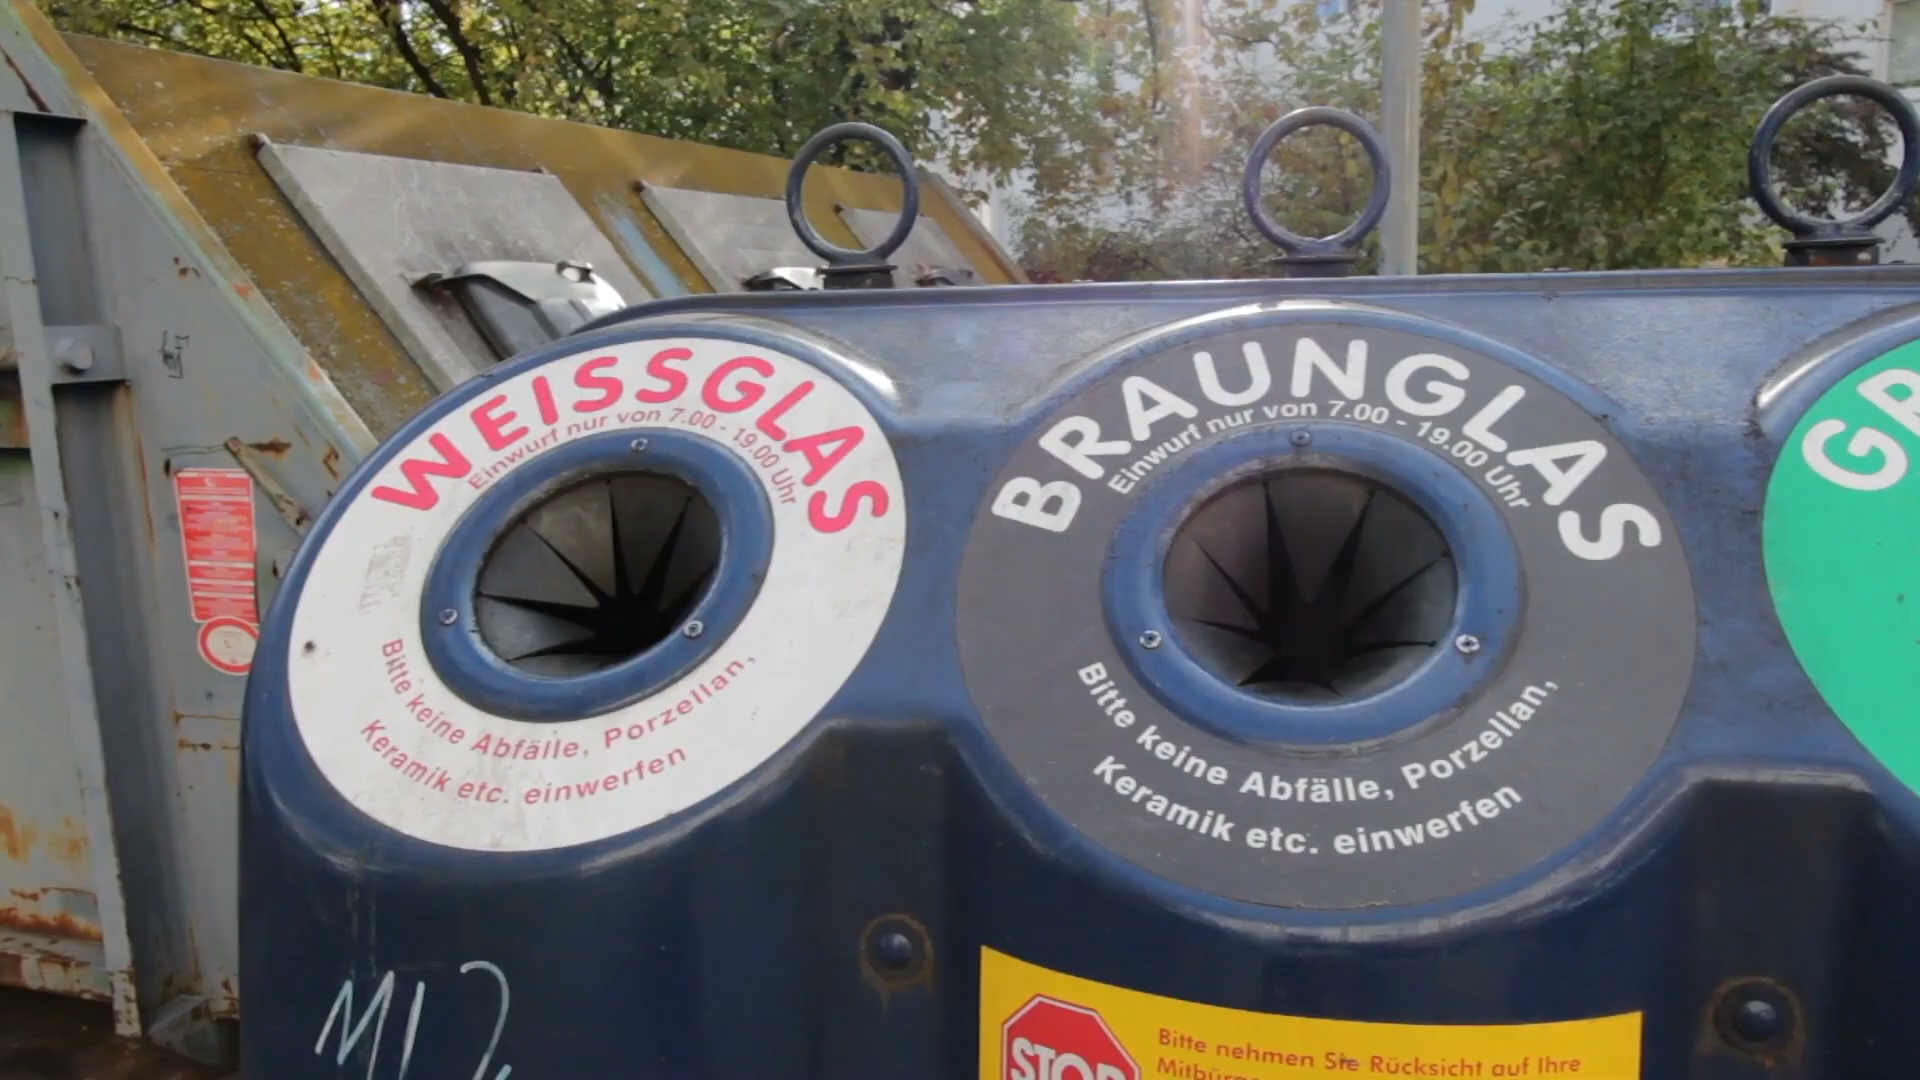 WEISSGLAS
Einwurf nur von 7.00 - 19.00 Uhr
Bitte keine Abfälle, Porzellan,
Keramik etc. einwerfen
BRAUNGLAS
Einwurf nur von 7.00 - 19.00 Uhr
Bitte keine Abfälle, Porzellan,
Keramik etc. einwerfen
STOP
Bitte nehmen Sie Rücksicht auf Ihre